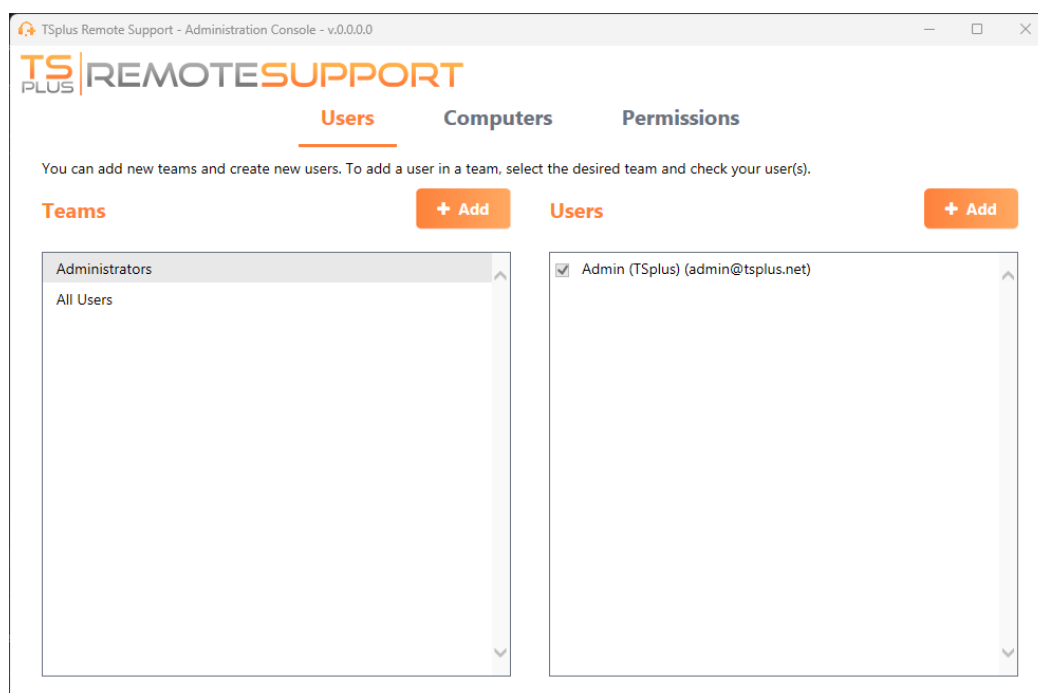 TSplus Remote Support - Administration Console - v.0.0.0.0
TS PLUS REMOTESUPPORT
Users Computers Permissions
You can add new teams and create new users. To add a user in a team, select the desired team and check your user(s).
Teams + Add Users + Add
Administrators
Admin (TSplus) (admin@tsplus.net)
All Users